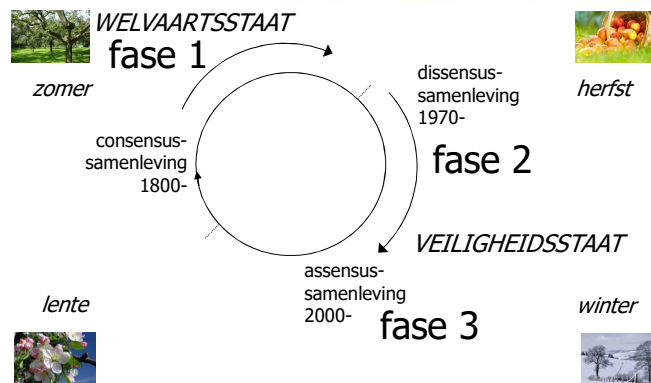 WELVAARTSSTAAT
fase 1
zomer
herfst
dissensus-
samenleving
1970-
consensus-
samenleving
1800-
fase 2
VEILIGHEIDSSTAAT
assensus-
samenleving
2000-
fase 3
lente
winter